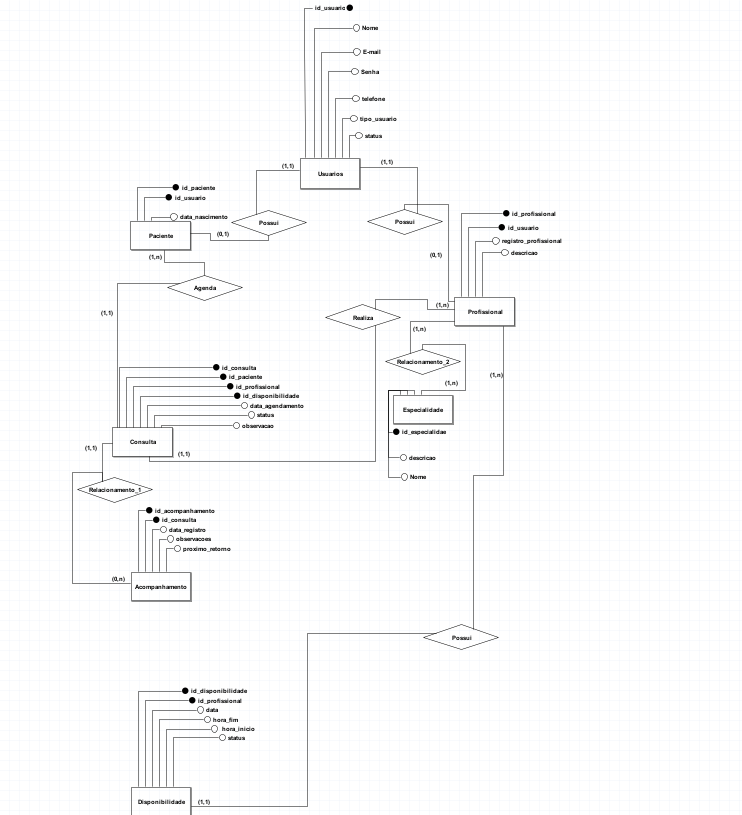 id_usuario
Nome
E-mail
Senha
telefone
tipo_usuario
status
(1,1)
Usuarios
(1,1)
id_paciente
id_usuario
data_nascimento
Paciente
(0,1)
Possui
Possui
id_profissional
id_usuario
registro_profissional
descricao
(0,1)
(1,n)
Agenda
(1,1)
Realiza
(1,n)
Profissional
(1,n)
Relacionamento_2
(1,n)
(1,n)
id_consulta
id_paciente
id_profissional
id_disponibilidade
data_agendamento
status
observacao
Especialidade
id_especialidae
descricao
Nome
Consulta
(1,1)
(1,1)
Relacionamento_1
id_acompanhamento
id_consulta
data_registro
observacoes
proximo_retorno
(0,n)
Acompanhamento
Possui
id_disponibilidade
id_profissional
data
hora_fim
hora_inicio
status
Disponibilidade
(1,1)